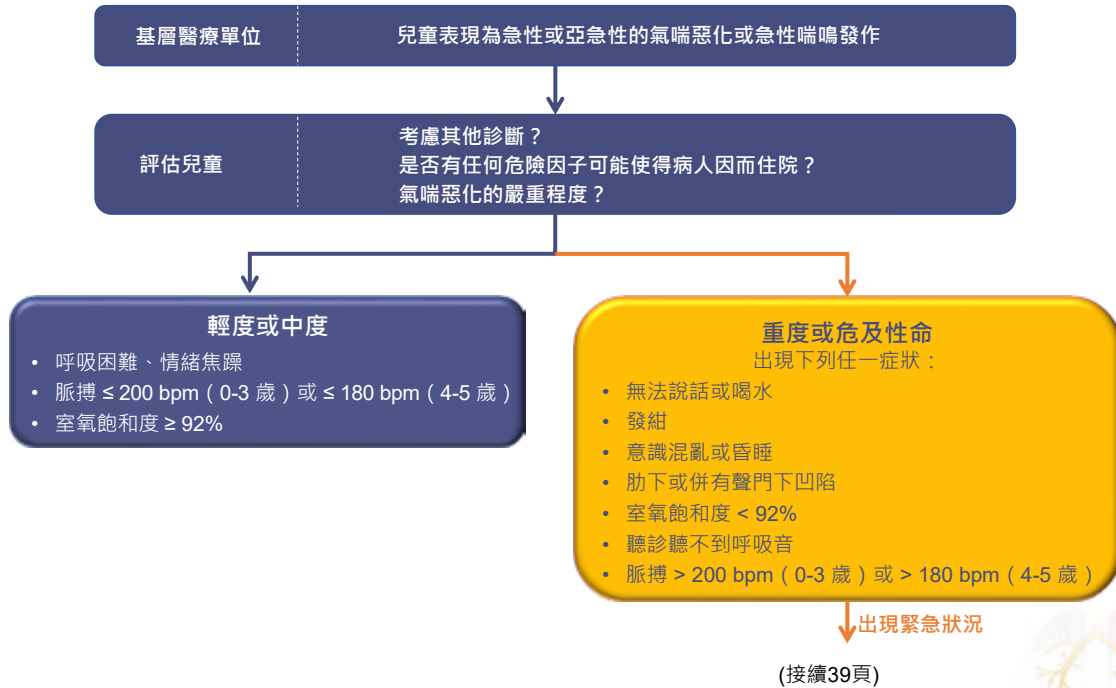 基層醫療單位
兒童表現為急性或亞急性的氣喘惡化或急性喘鳴發作
評估兒童
考慮其他診斷？
是否有任何危險因子可能使得病人因而住院？
氣喘惡化的嚴重程度？
輕度或中度
• 呼吸困難、情緒焦躁
• 脈搏 ≤ 200 bpm（0-3 歲）或 ≤ 180 bpm（4-5 歲）
• 室氧飽和度 ≥ 92%
重度或危及性命
出現下列任一症狀：
• 無法說話或喝水
• 發紺
• 意識混亂或昏睡
• 肋下或併有聲門下凹陷
• 室氧飽和度 < 92%
• 聽診聽不到呼吸音
• 脈搏 > 200 bpm（0-3 歲）或 > 180 bpm（4-5 歲）
出現緊急狀況
(接續39頁)